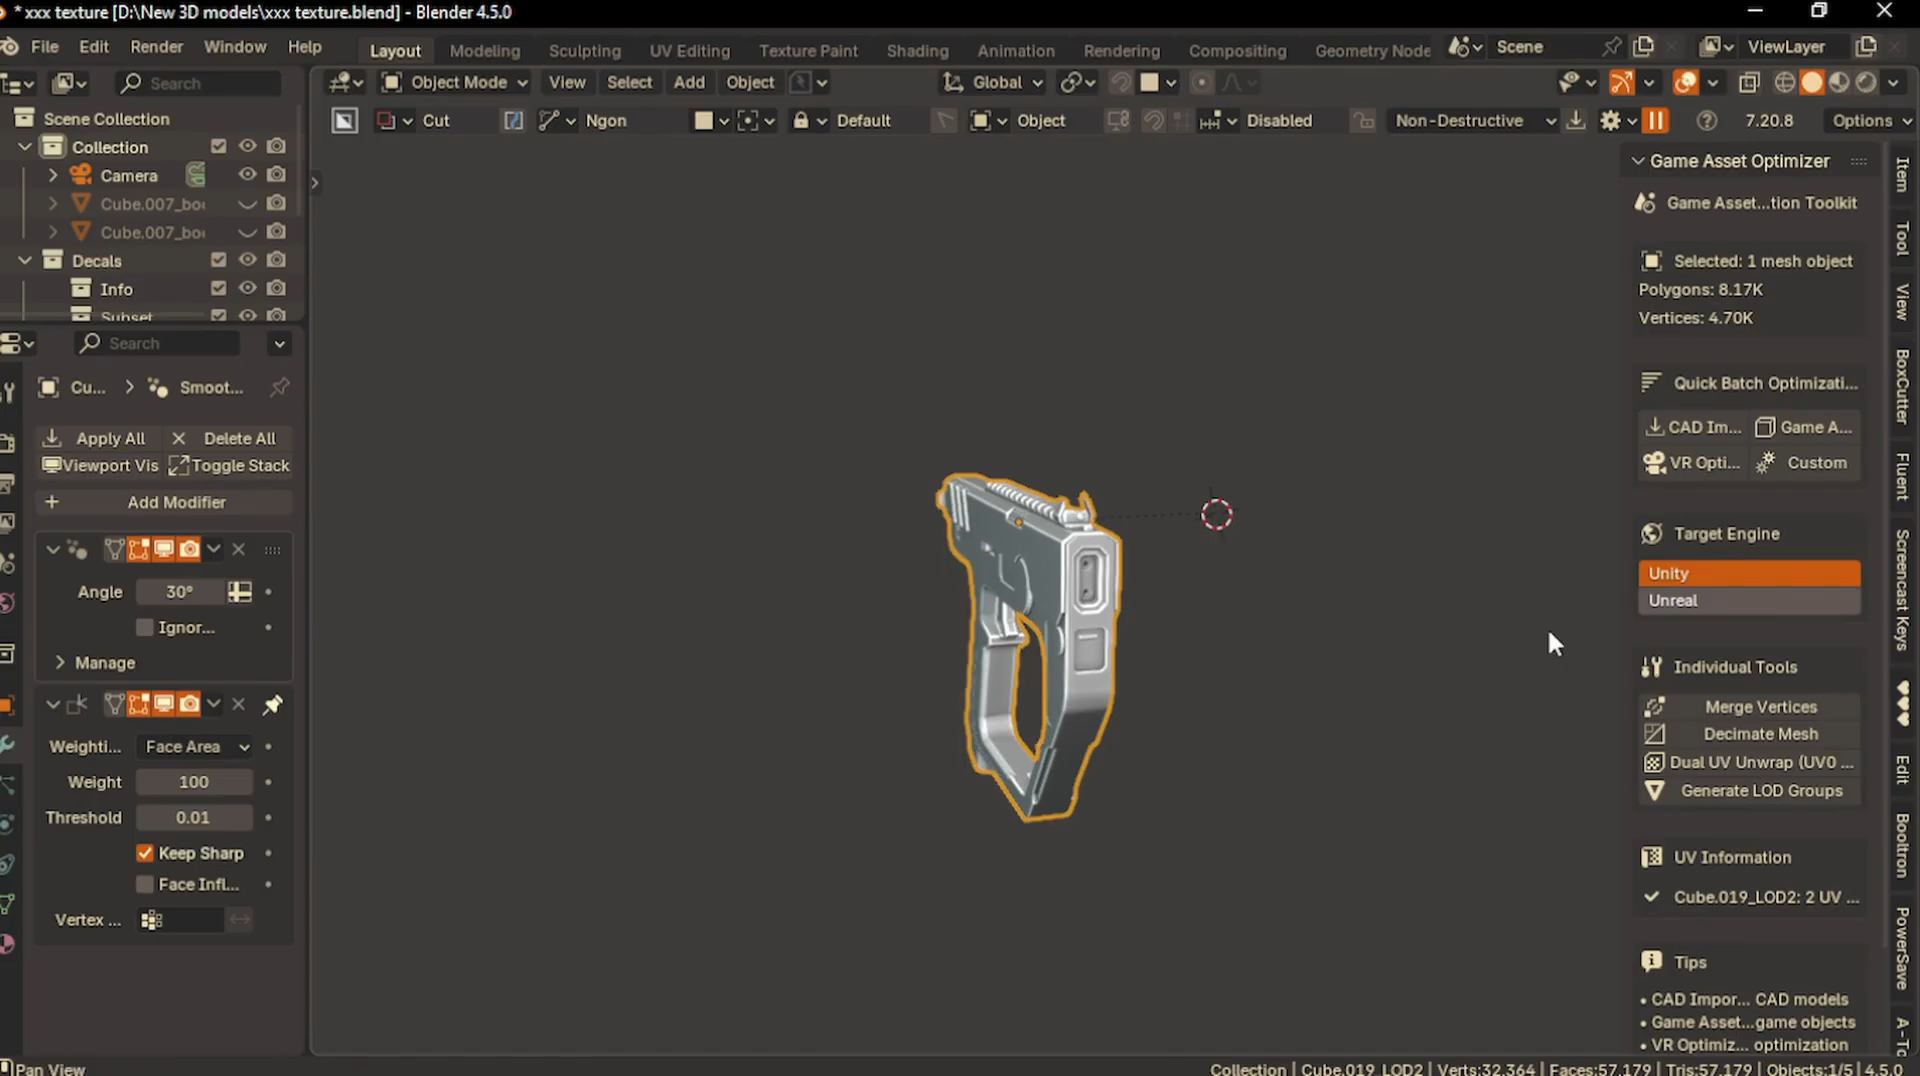 * xxx texture [D:\New 3D models\xxx texture.blend] - Blender 4.5.0
File Edit Render Window Help Layout Modeling Sculpting UV Editing Texture Paint Shading Animation Rendering Compositing Geometry Node Scene ViewLayer
Search Object Mode View Select Add Object Global
Cut Ngon Default Object Disabled Non-Destructive 7.20.8 Options
Scene Collection
Collection
Camera
Cube.007_bo
Cube.007_bo
Decals
Info
Subset
Search
Cu... Smoot...
Apply All Delete All
Viewport Vis Toggle Stack
Add Modifier
Angle 30°
Ignor...
Manage
Weighti... Face Area
Weight 100
Threshold 0.01
Keep Sharp
Face Infl...
Vertex ...
Game Asset Optimizer
Game Asset...tion Toolkit
Selected: 1 mesh object
Polygons: 8.17K
Vertices: 4.70K
Quick Batch Optimizati...
CAD Im... Game A...
VR Opti... Custom
Target Engine
Unity
Unreal
Individual Tools
Merge Vertices
Decimate Mesh
Dual UV Unwrap (UV0 ...
Generate LOD Groups
UV Information
Cube.019_LOD2: 2 UV ...
Tips
• CAD Impor... CAD models
• Game Asset...game objects
• VR Optimiz... optimization
Item
Tool
View
BoxCutter
Fluent
Screencast Keys
♥♥♥
Edit
Booltron
PowerSave
Pan View
Collection | Cube.019_LOD2 | Verts:32,364 | Faces:57,179 | Tris:57,179 | Objects:1/5 | 4.5.0